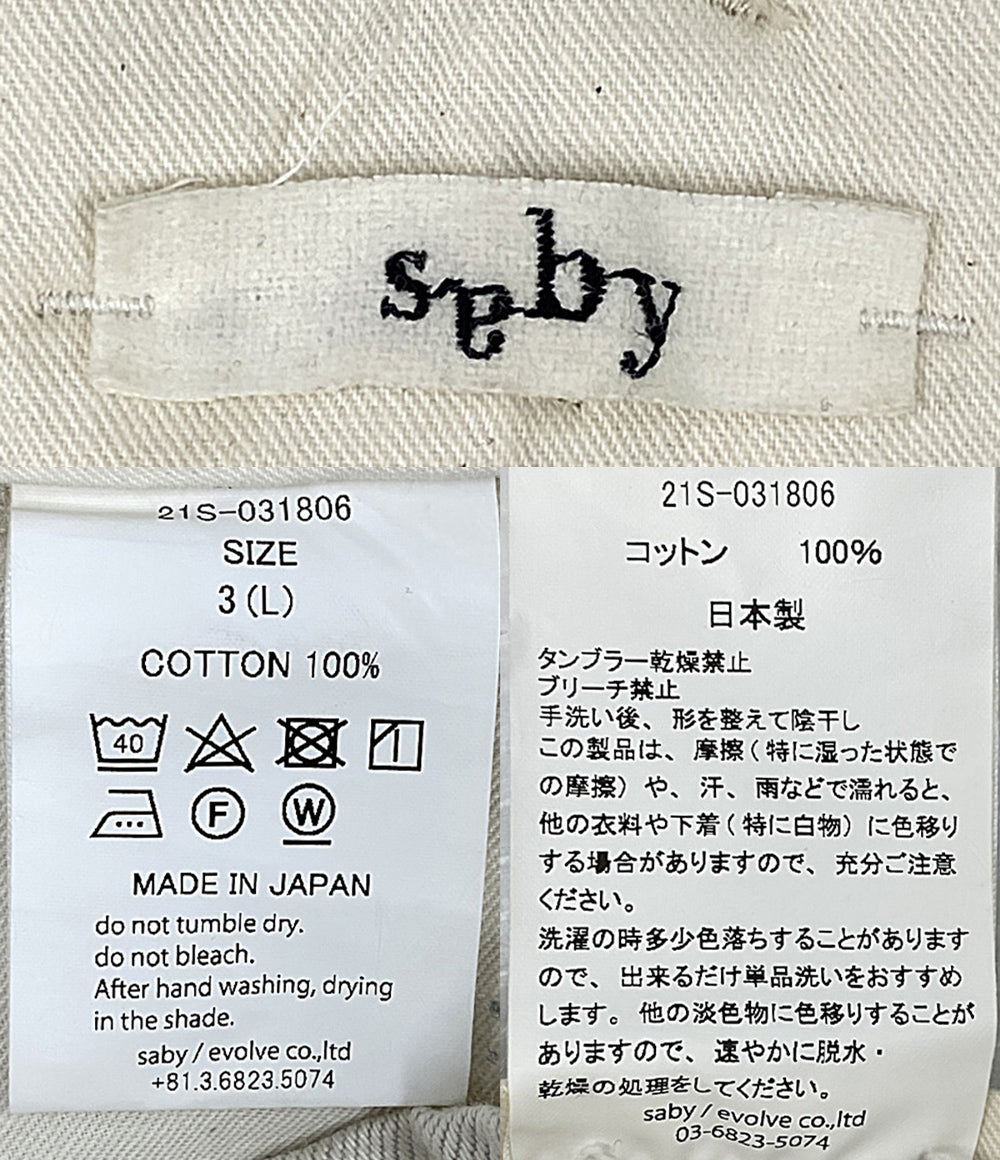 saby
21S-031806
SIZE
3(L)
COTTON 100%
40
F
W
MADE IN JAPAN
do not tumble dry.
do not bleach.
After hand washing, drying
in the shade.
saby / evolve co.,ltd
+81.3.6823.5074
21S-031806
コットン 100%
日本製
タンブラー乾燥禁止
ブリーチ禁止
手洗い後、形を整えて陰干し
この製品は、摩擦(特に湿った状態で
の摩擦)や、汗、雨などで濡れると、
他の衣料や下着(特に白物)に色移り
する場合がありますので、充分ご注意
ください。
洗濯の時多少色落ちすることがあります
ので、出来るだけ単品洗いをおすすめ
します。他の淡色物に色移りすることが
ありますので、速やかに脱水・
乾燥の処理をしてください。
saby / evolve co.,ltd
03-6823-5074